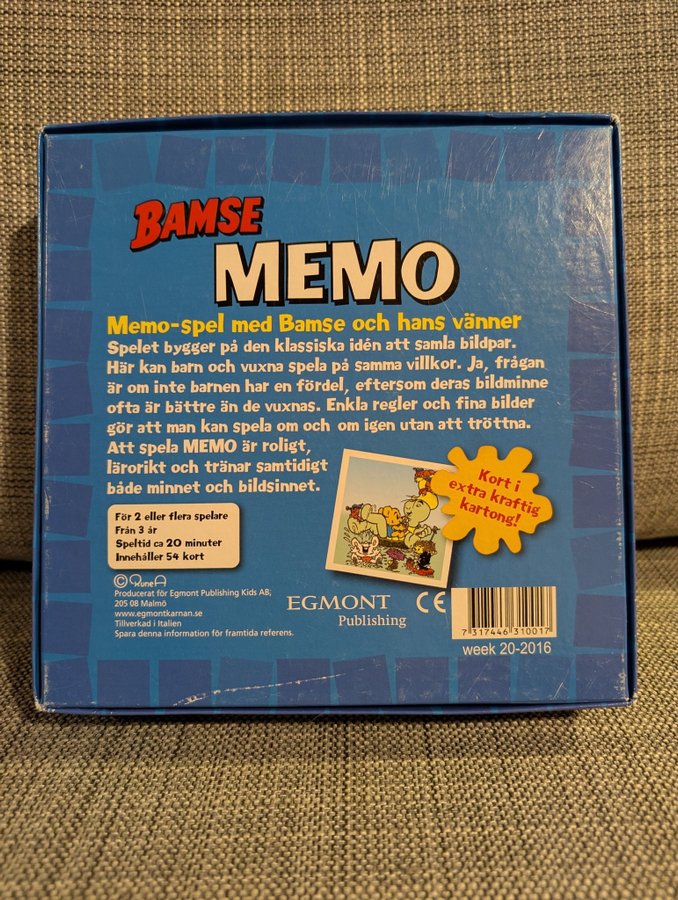 BAMSE
MEMO
Memo-spel med Bamse och hans vänner
Spelet bygger på den klassiska idén att samla bildpar.
Här kan barn och vuxna spela på samma villkor. Ja, frågan
är om inte barnen har en fördel, eftersom deras bildminne
ofta är bättre än de vuxnas. Enkla regler och fina bilder
gör att man kan spela om och om igen utan att tröttna.
Att spela MEMO är roligt,
lärorikt och tränar samtidigt
både minnet och bildsinnet.
Kort i
extra kraftig
kartong!
För 2 eller flera spelare
Från 3 år
Speltid ca 20 minuter
Innehåller 54 kort
© Rune A
Producerat för Egmont Publishing Kids AB,
205 08 Malmö
www.egmontkarnan.se
Tillverkad i Italien
Spara denna information för framtida referens.
EGMONT
Publishing
CE
7 317446 310017
week 20-2016